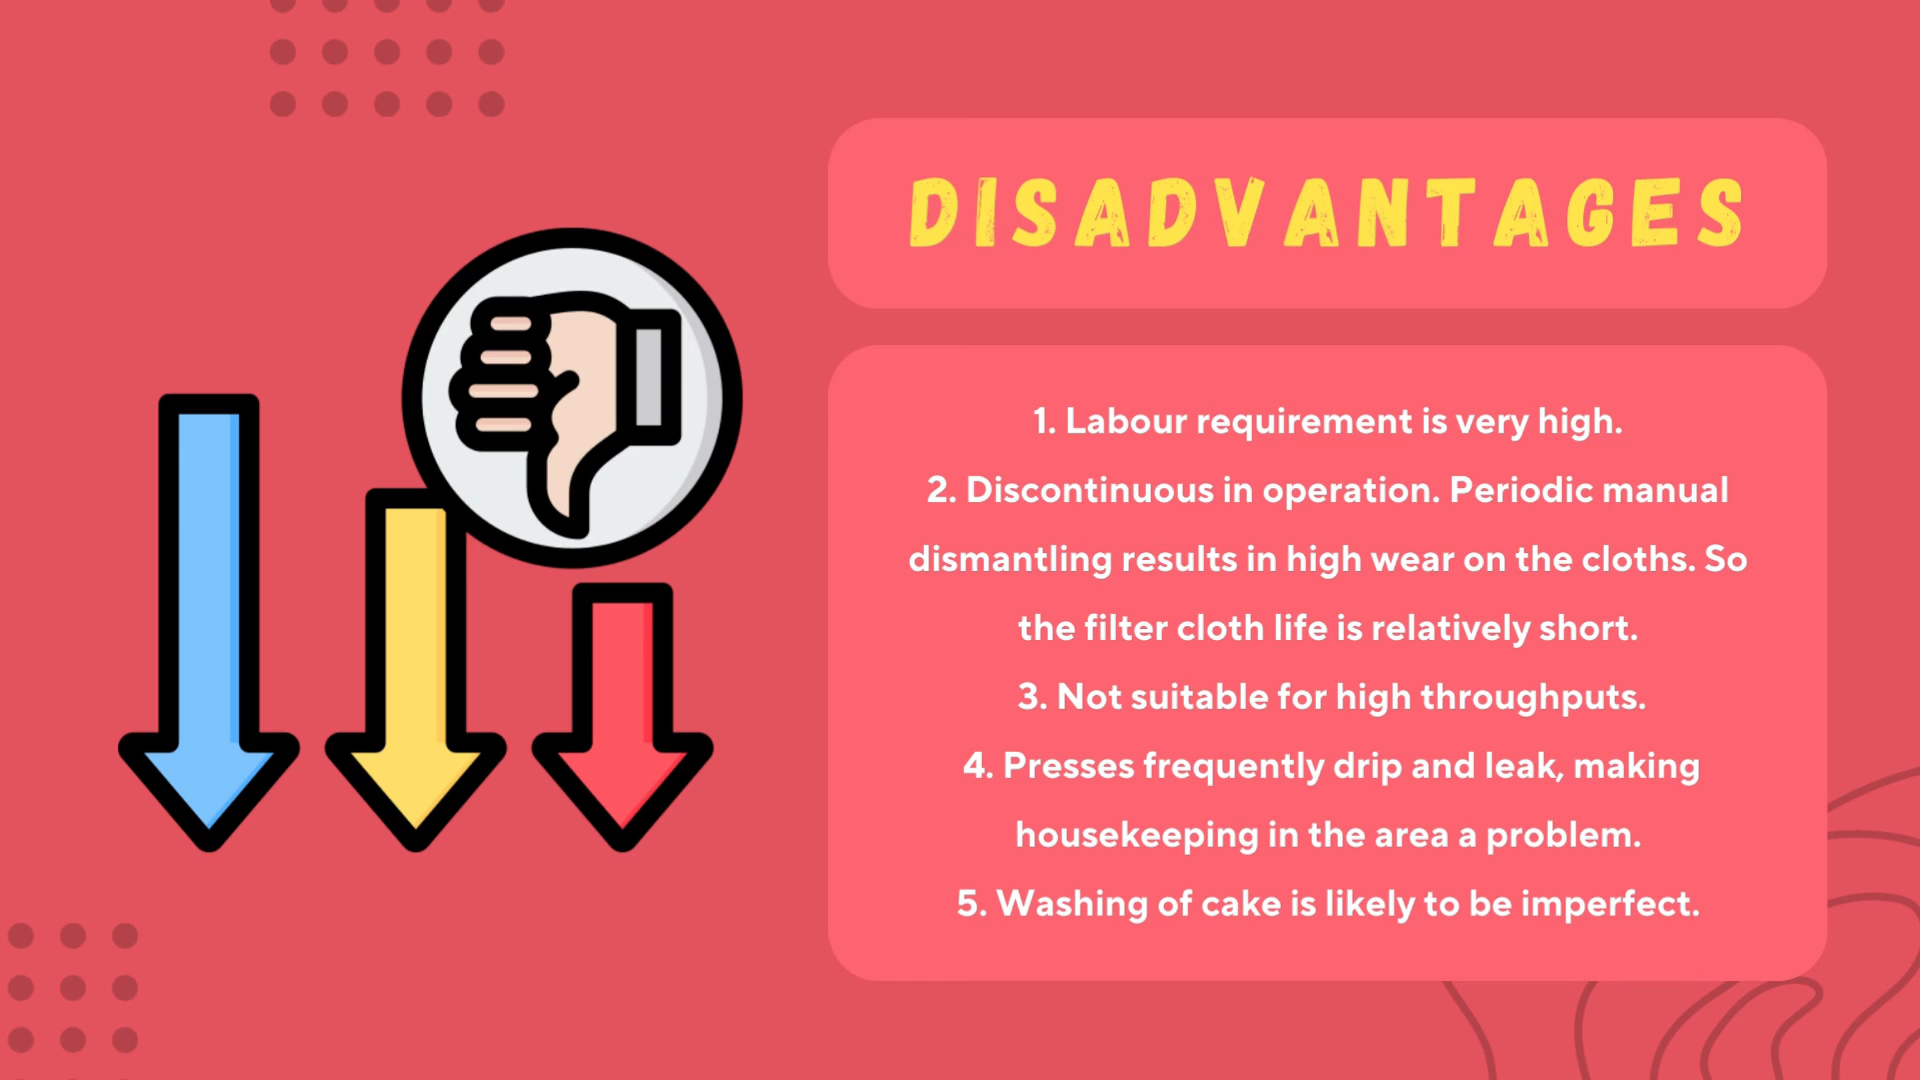 DISADVANTAGES
1. Labour requirement is very high.
2. Discontinuous in operation. Periodic manual
dismantling results in high wear on the cloths. So
the filter cloth life is relatively short.
3. Not suitable for high throughputs.
4. Presses frequently drip and leak, making
housekeeping in the area a problem.
5. Washing of cake is likely to be imperfect.